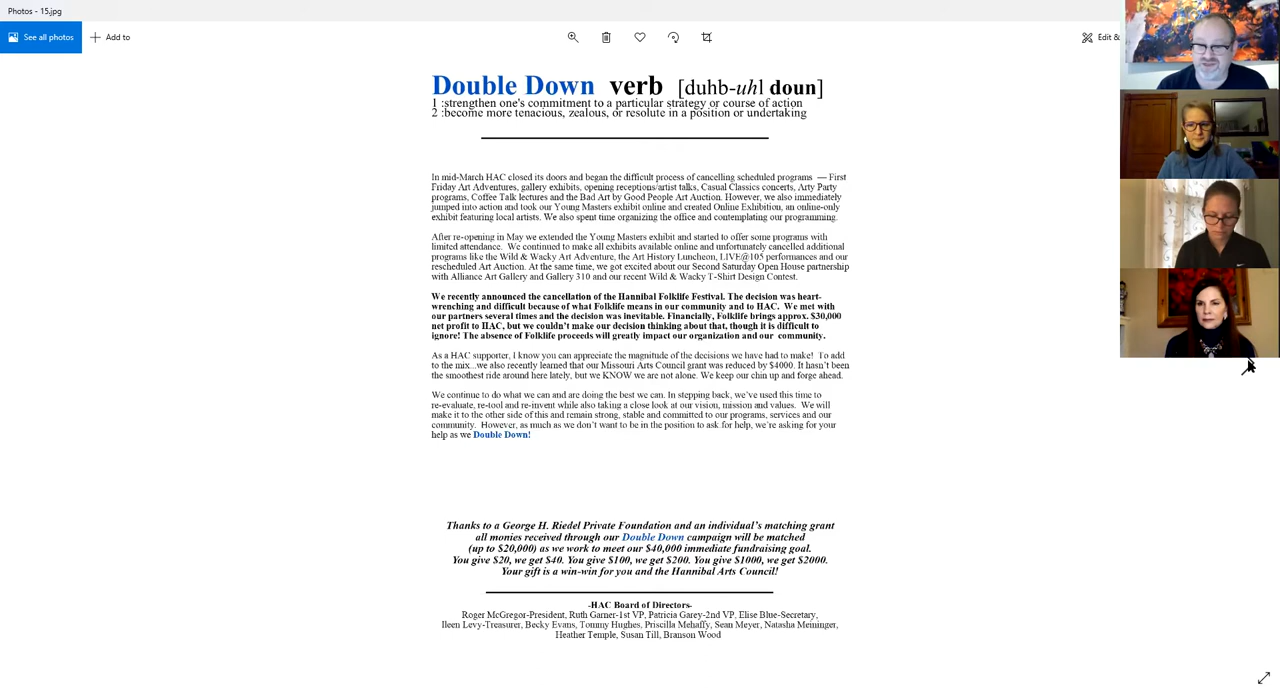 Photos - 15.jpg
See all photos
Add to
Edit &
Double Down verb [duhb-uhl doun]
1 :strengthen one's commitment to a particular strategy or course of action
2 :become more tenacious, zealous, or resolute in a position or undertaking
In mid-March HAC closed its doors and began the difficult process of cancelling scheduled programs — First
Friday Art Adventures, gallery exhibits, opening receptions/artist talks, Casual Classics concerts, Arty Party
programs, Coffee Talk lectures and the Bad Art by Good People Art Auction. However, we also immediately
jumped into action and took our Young Masters exhibit online and created Online Exhibition, an online-only
exhibit featuring local artists. We also spent time organizing the office and contemplating our programming.
After re-opening in May we extended the Young Masters exhibit and started to offer some programs with
limited attendance. We continued to make all exhibits available online and unfortunately cancelled additional
programs like the Wild & Wacky Art Adventure, the Art History Luncheon, LIVE@105 performances and our
rescheduled Art Auction. At the same time, we got excited about our Second Saturday Open House partnership
with Alliance Art Gallery and Gallery 310 and our recent Wild & Wacky T-Shirt Design Contest.
We recently announced the cancellation of the Hannibal Folklife Festival. The decision was heart-
wrenching and difficult because of what Folklife means in our community and to HAC. We met with
our partners several times and the decision was inevitable. Financially, Folklife brings approx. $30,000
net profit to HAC, but we couldn't make our decision thinking about that, though it is difficult to
ignore! The absence of Folklife proceeds will greatly impact our organization and our community.
As a HAC supporter, I know you can appreciate the magnitude of the decisions we have had to make! To add
to the mix...we also recently learned that our Missouri Arts Council grant was reduced by $4000. It hasn't been
the smoothest ride around here lately, but we KNOW we are not alone. We keep our chin up and forge ahead.
We continue to do what we can and are doing the best we can. In stepping back, we've used this time to
re-evaluate, re-tool and re-invent while also taking a close look at our vision, mission and values. We will
make it to the other side of this and remain strong, stable and committed to our programs, services and our
community. However, as much as we don't want to be in the position to ask for help, we're asking for your
help as we Double Down!
Thanks to a George H. Riedel Private Foundation and an individual's matching grant
all monies received through our Double Down campaign will be matched
(up to $20,000) as we work to meet our $40,000 immediate fundraising goal.
You give $20, we get $40. You give $100, we get $200. You give $1000, we get $2000.
Your gift is a win-win for you and the Hannibal Arts Council!
-HAC Board of Directors-
Roger McGregor-President, Ruth Garner-1st VP, Patricia Garey-2nd VP, Elise Blue-Secretary,
Ileen Levy-Treasurer, Becky Evans, Tommy Hughes, Priscilla Mehaffy, Sean Meyer, Natasha Meininger,
Heather Temple, Susan Till, Branson Wood